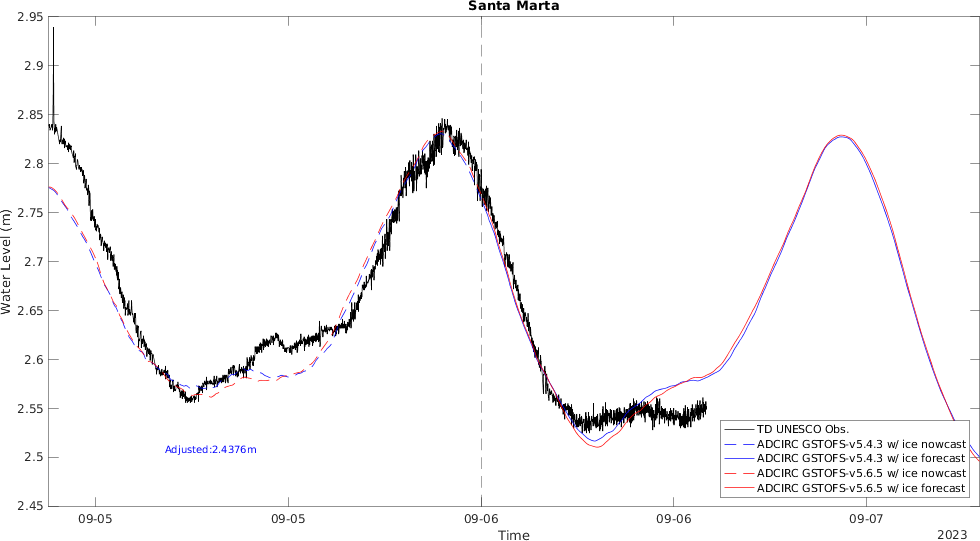 Santa Marta
2.95
2.9
2.85
2.8
2.75
2.7
2.65
2.6
2.55
2.5
2.45
Water Level (m)
Adjusted:2.4376m
TD UNESCO Obs.
ADCIRC GSTOFS-v5.4.3 w/ ice nowcast
ADCIRC GSTOFS-v5.4.3 w/ ice forecast
ADCIRC GSTOFS-v5.6.5 w/ ice nowcast
ADCIRC GSTOFS-v5.6.5 w/ ice forecast
09-05 09-05 09-06 09-06 09-07
Time
2023